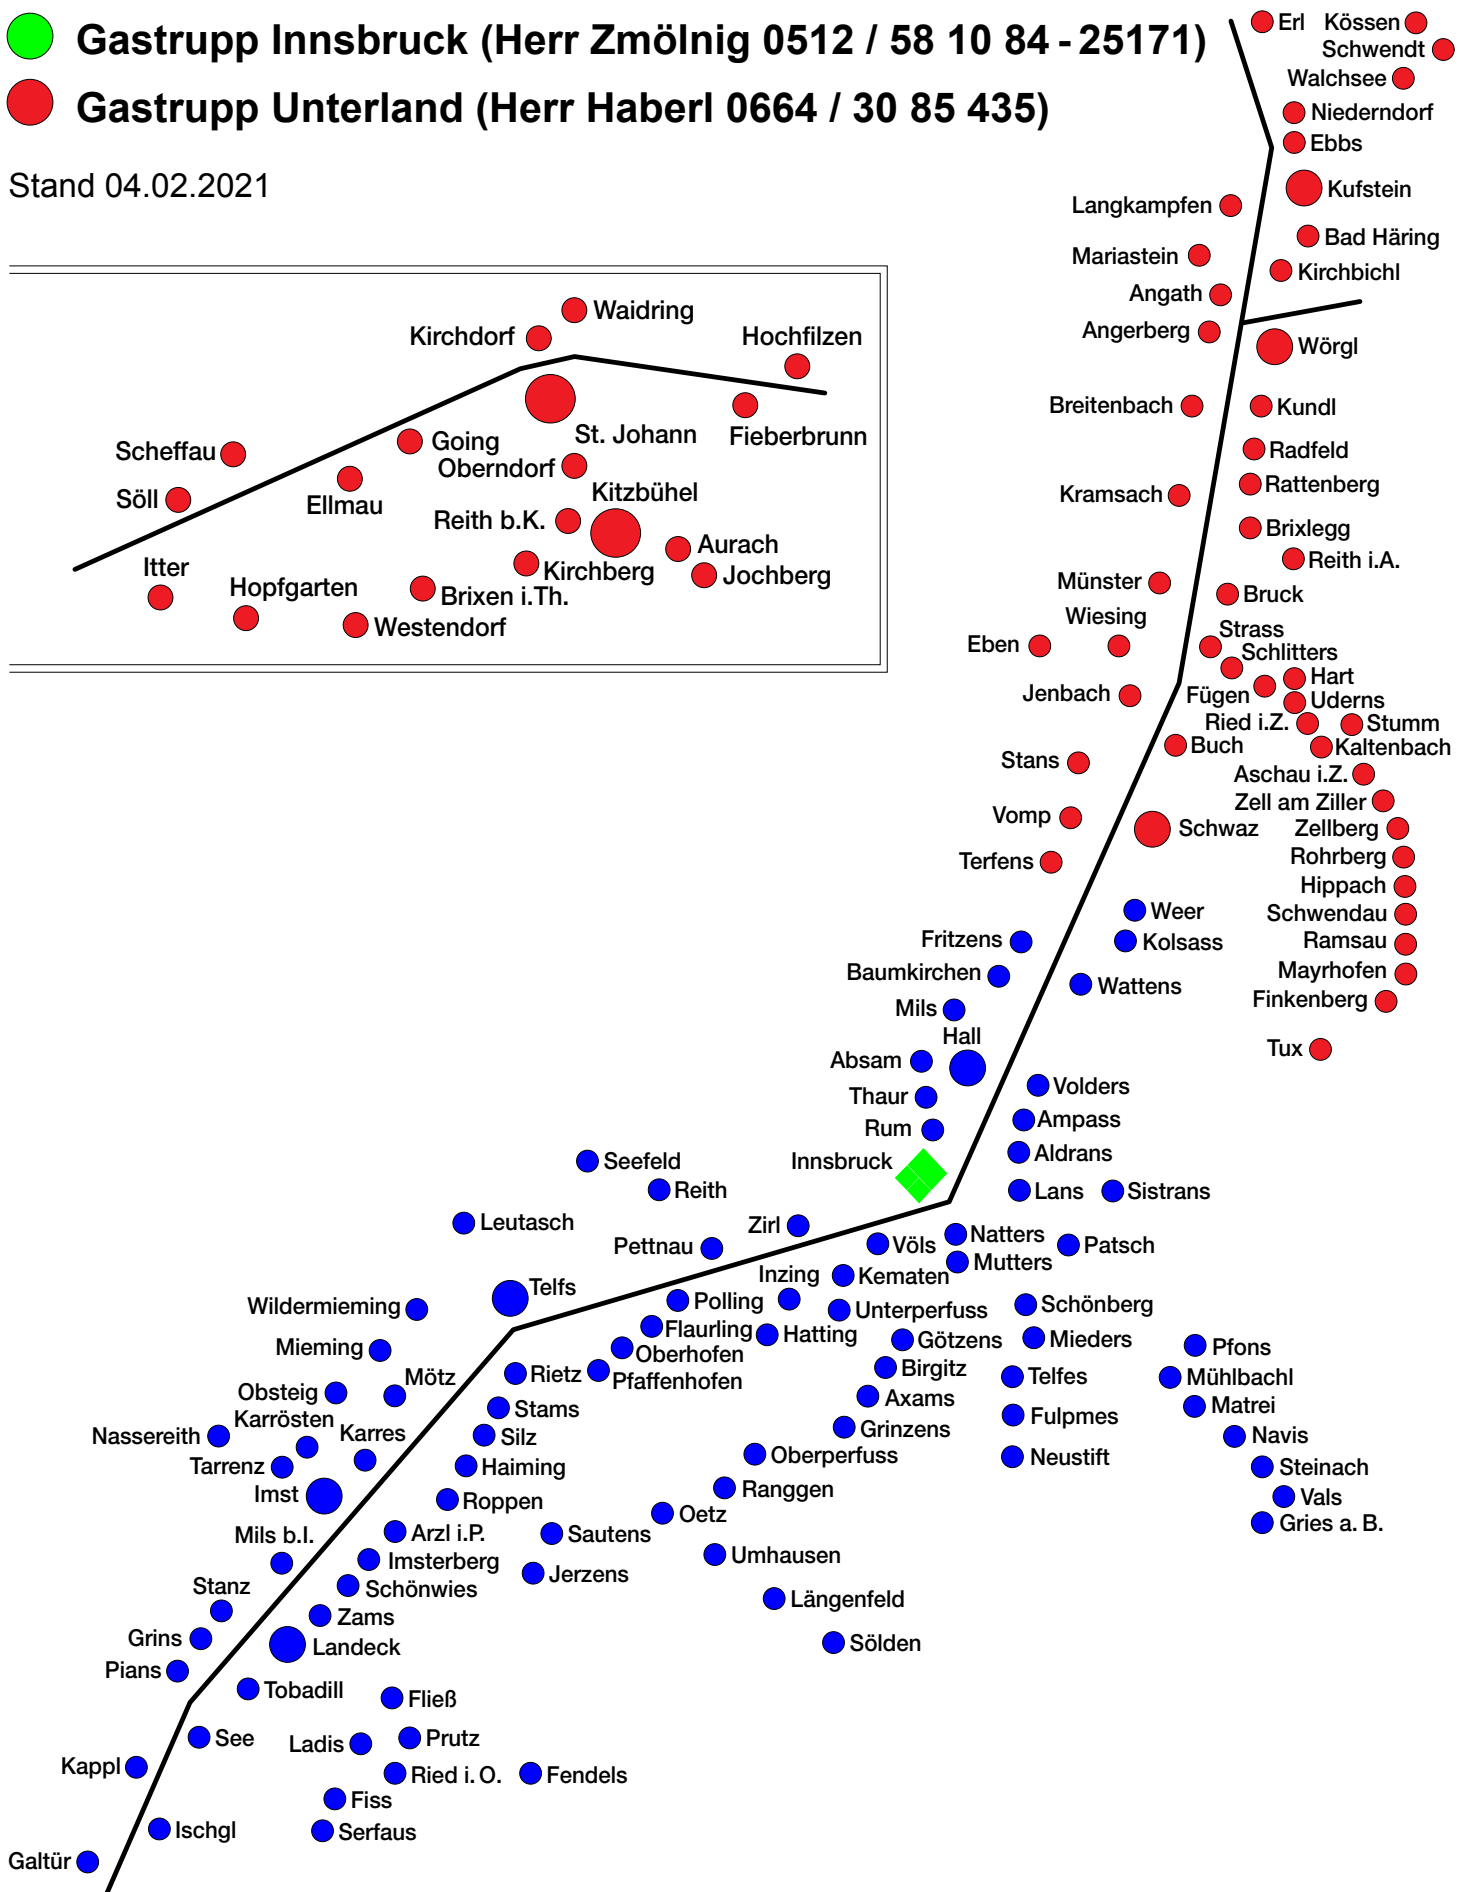 Gastrupp Innsbruck (Herr Zmölnig 0512 / 58 10 84 - 25171)
Gastrupp Unterland (Herr Haberl 0664 / 30 85 435)
Stand 04.02.2021
Erl
Kössen
Schwendt
Walchsee
Niederndorf
Ebbs
Kufstein
Langkampfen
Bad Häring
Mariastein
Kirchbichl
Angath
Angerberg
Wörgl
Breitenbach
Kundl
Radfeld
Kramsach
Rattenberg
Brixlegg
Reith i.A.
Münster
Bruck
Wiesing
Eben
Strass
Schlitters
Hart
Jenbach
Fügen
Uderns
Ried i.Z.
Stumm
Buch
Kaltenbach
Stans
Aschau i.Z.
Zell am Ziller
Vomp
Schwaz
Zellberg
Terfens
Rohrberg
Hippach
Schwendau
Ramsau
Mayrhofen
Finkenberg
Tux
Waidring
Kirchdorf
Hochfilzen
St. Johann
Fieberbrunn
Going
Scheffau
Oberndorf
Söll
Ellmau
Kitzbühel
Reith b.K.
Aurach
Itter
Kirchberg
Jochberg
Hopfgarten
Brixen i.Th.
Westendorf
Weer
Fritzens
Kolsass
Baumkirchen
Wattens
Mils
Hall
Absam
Volders
Thaur
Ampass
Rum
Innsbruck
Aldrans
Seefeld
Reith
Lans
Sistrans
Leutasch
Zirl
Pettnau
Völs
Natters
Patsch
Mutters
Inzing
Kematen
Telfs
Wildermieming
Polling
Unterperfuss
Schönberg
Flaurling
Hatting
Götzens
Mieders
Mieming
Oberhofen
Pfons
Birgitz
Rietz
Pfaffenhofen
Telfes
Mühlbachl
Mötz
Obsteig
Axams
Matrei
Stams
Karrösten
Fulpmes
Grinzens
Nassereith
Karres
Silz
Navis
Oberperfuss
Neustift
Tarrenz
Haiming
Steinach
Imst
Ranggen
Vals
Roppen
Oetz
Gries a. B.
Mils b.I.
Arzl i.P.
Sautens
Imsterberg
Umhausen
Jerzens
Stanz
Schönwies
Längenfeld
Zams
Grins
Landeck
Sölden
Pians
Tobadill
Fließ
See
Ladis
Prutz
Kappl
Ried i. O.
Fendels
Fiss
Ischgl
Serfaus
Galtür